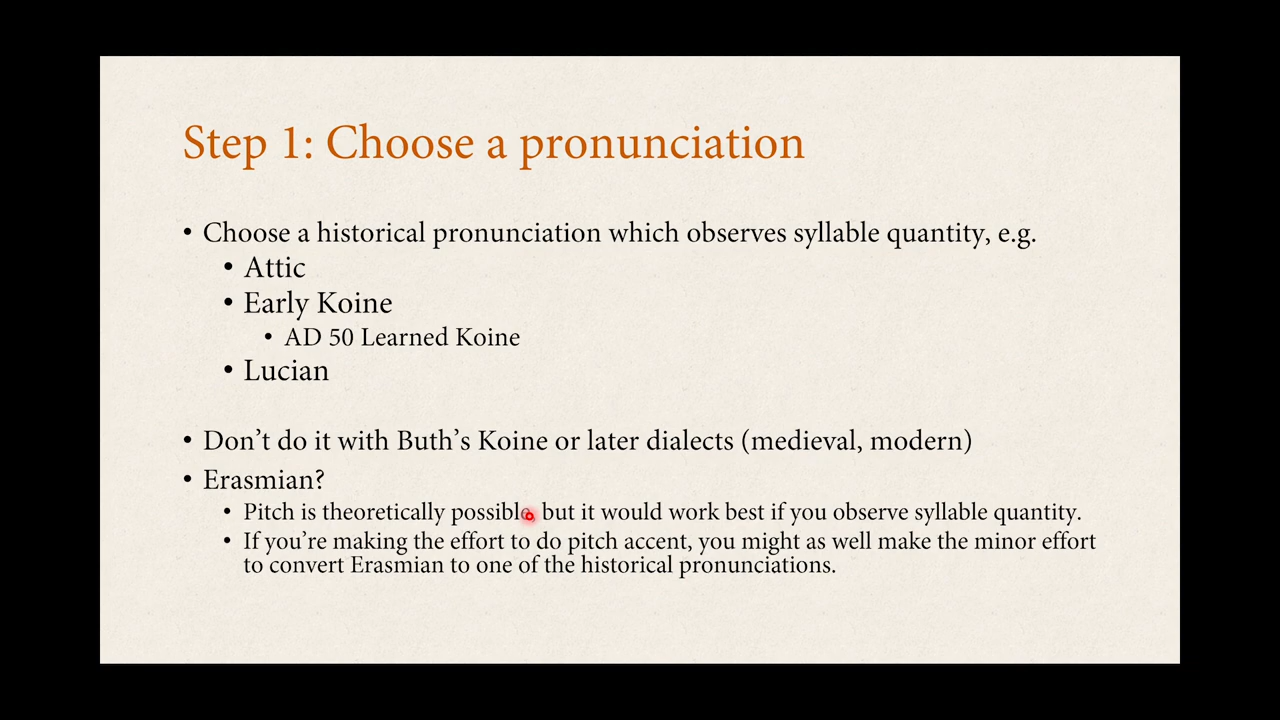 Step 1: Choose a pronunciation
• Choose a historical pronunciation which observes syllable quantity, e.g.
• Attic
• Early Koine
• AD 50 Learned Koine
• Lucian
• Don’t do it with Buth’s Koine or later dialects (medieval, modern)
• Erasmian?
• Pitch is theoretically possible, but it would work best if you observe syllable quantity.
• If you’re making the effort to do pitch accent, you might as well make the minor effort
to convert Erasmian to one of the historical pronunciations.